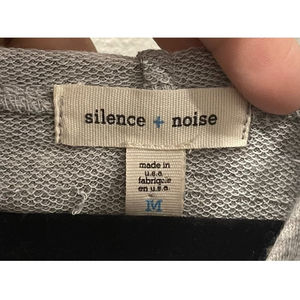 silence + noise
made in
u.s.a.
fabriqué
en u.s.a.
M